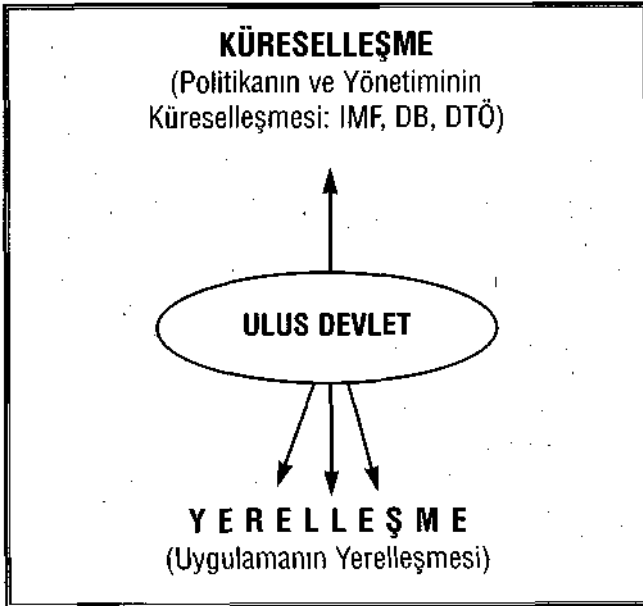 KÜRESELLEŞME
(Politikanın ve Yönetiminin
Küreselleşmesi: IMF, DB, DTÖ)
ULUS DEVLET
YERELLEŞME
(Uygulamanın Yerelleşmesi)